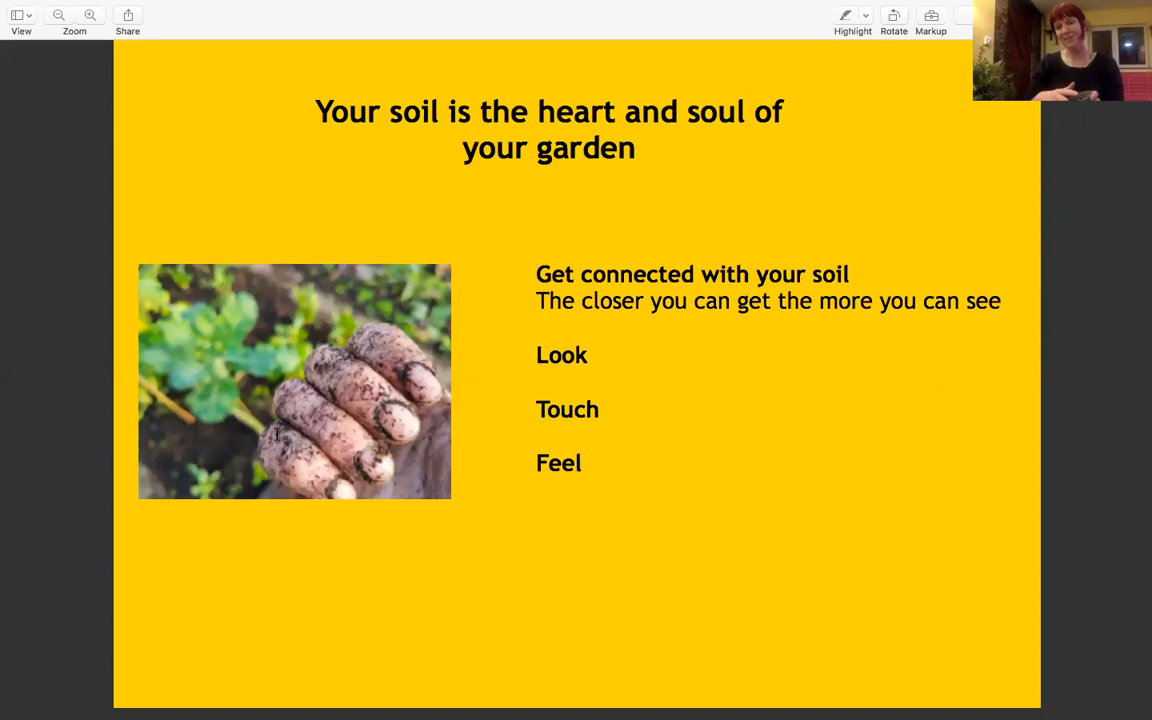 View
Zoom
Share
Highlight
Rotate
Markup
Your soil is the heart and soul of
your garden
Get connected with your soil
The closer you can get the more you can see
Look
Touch
Feel